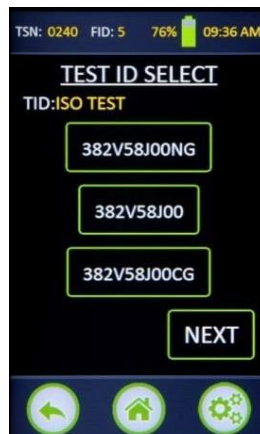 TSN: 0240 FID: 5 76% 09:36 AM
TEST ID SELECT
TID:ISO TEST
382V58J00NG
382V58J00
382V58J00CG
NEXT